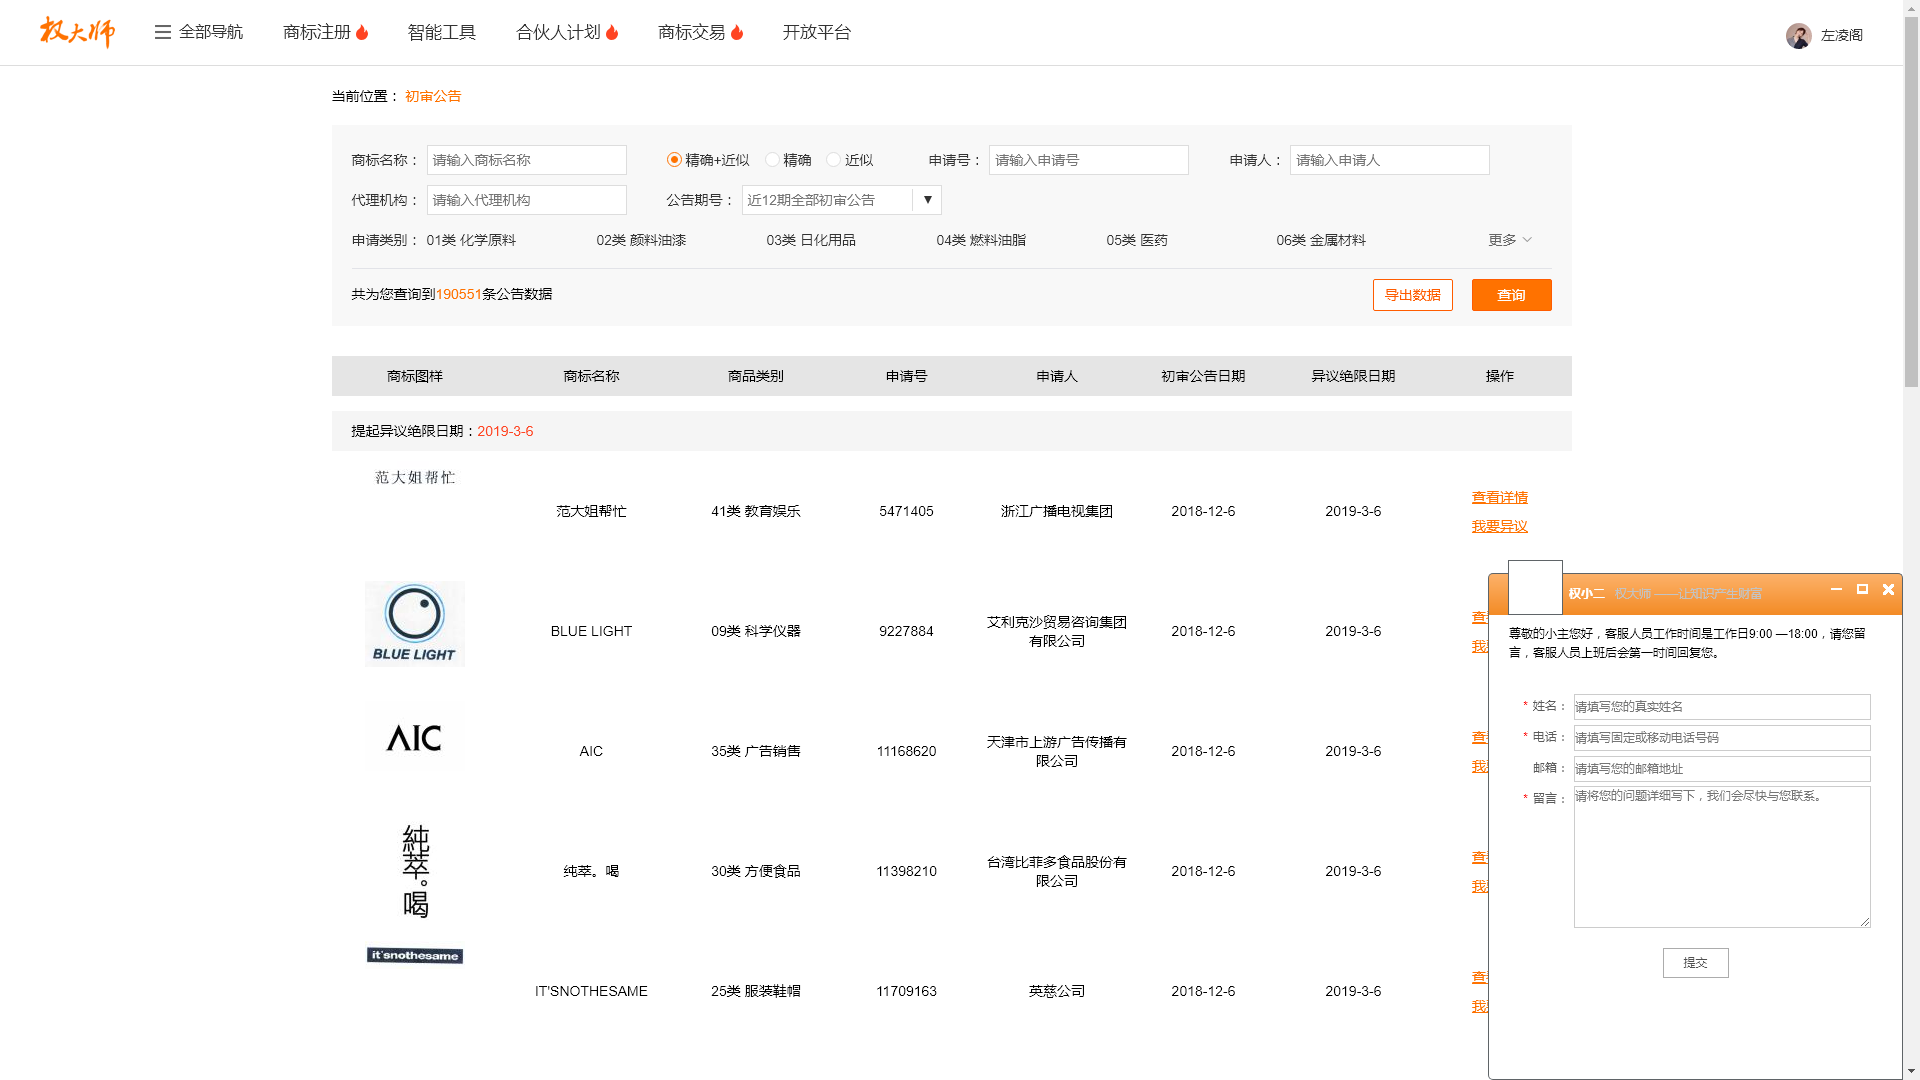 权大师
全部导航 商标注册 智能工具 合伙人计划 商标交易 开放平台 左凌阁
当前位置： 初审公告
商标名称： 请输入商标名称 精确+近似 精确 近似 申请号： 请输入申请号 申请人： 请输入申请人
代理机构： 请输入代理机构 公告期号： 近12期全部初审公告 ▼
申请类别： 01类 化学原料 02类 颜料油漆 03类 日化用品 04类 燃料油脂 05类 医药 06类 金属材料 更多
共为您查询到190551条公告数据 导出数据 查询
商标图样 商标名称 商品类别 申请号 申请人 初审公告日期 异议绝限日期 操作
提起异议绝限日期：2019-3-6
范大姐帮忙
范大姐帮忙 41类 教育娱乐 5471405 浙江广播电视集团 2018-12-6 2019-3-6 查看详情
我要异议
BLUE LIGHT
BLUE LIGHT 09类 科学仪器 9227884 艾利克沙贸易咨询集团有限公司 2018-12-6 2019-3-6 查
我
AIC
AIC 35类 广告销售 11168620 天津市上游广告传播有限公司 2018-12-6 2019-3-6 查
我
純萃。喝
纯萃。喝 30类 方便食品 11398210 台湾比菲多食品股份有限公司 2018-12-6 2019-3-6 查
我
it'snothesame
IT'SNOTHESAME 25类 服装鞋帽 11709163 英慈公司 2018-12-6 2019-3-6 查
我
权小二 权大师 ——让知识产生财富
尊敬的小主您好，客服人员工作时间是工作日9:00 —18:00，请您留
言，客服人员上班后会第一时间回复您。
* 姓名： 请填写您的真实姓名
* 电话： 请填写固定或移动电话号码
邮箱： 请填写您的邮箱地址
* 留言： 请将您的问题详细写下，我们会尽快与您联系。
提交